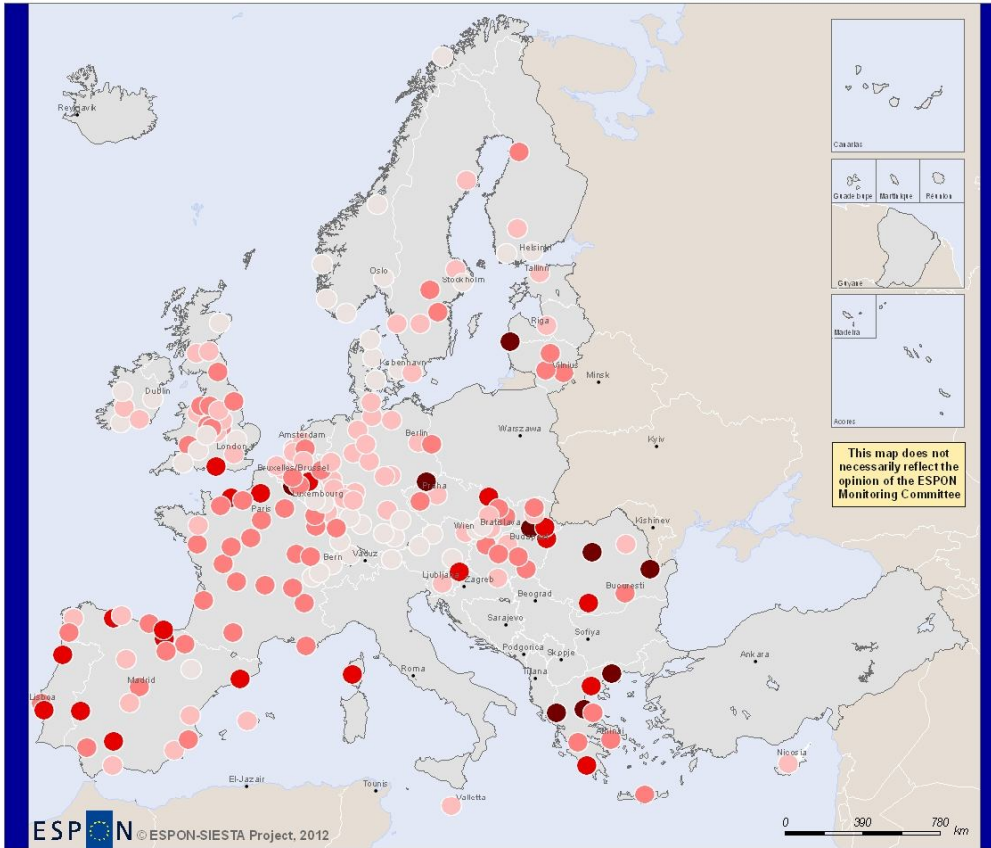 Canarias
Guadeloupe
Martinique
Réunion
Guyane
Madeira
Acores
This map does not
necessarily reflect the
opinion of the ESPON
Monitoring Committee
Reykjavik
Oslo
Helsinki
Stockholm
Tallinn
Riga
København
Vilnius
Minsk
Dublin
London
Amsterdam
Berlin
Warszawa
Kyiv
Bruxelles/Brussel
Luxembourg
Praha
Paris
Wien
Bratislava
Budapest
Kishinev
Bern
Vaduz
Ljubljana
Zagreb
Beograd
Bucuresti
Sarajevo
Sofiya
Podgorica
Skopje
Tirana
Roma
Ankara
Madrid
Lisboa
Athinai
Nicosia
El-Jazair
Tounis
Valletta
ESPON © ESPON-SIESTA Project, 2012
0 390 780
km